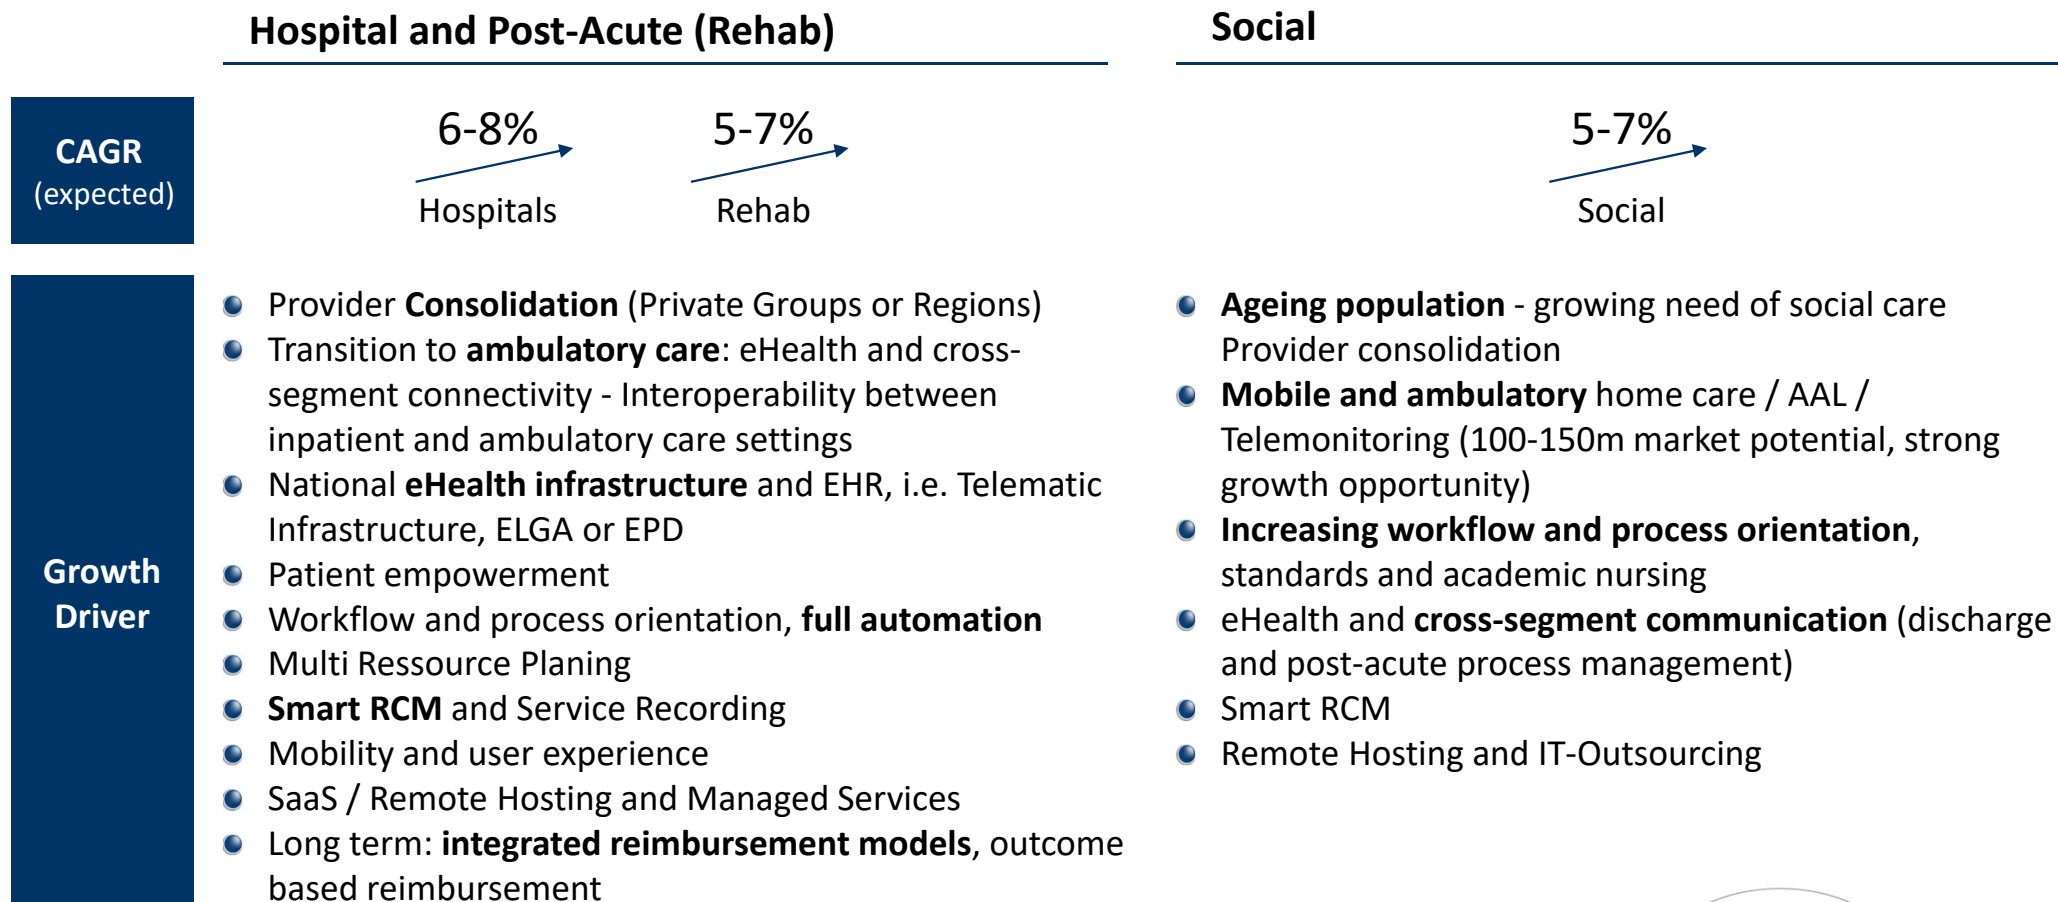 Hospital and Post-Acute (Rehab)
Social
CAGR
(expected)
6-8%
Hospitals
5-7%
Rehab
5-7%
Social
Growth
Driver
Provider Consolidation (Private Groups or Regions)
Transition to ambulatory care: eHealth and cross-
segment connectivity - Interoperability between
inpatient and ambulatory care settings
National eHealth infrastructure and EHR, i.e. Telematic
Infrastructure, ELGA or EPD
Patient empowerment
Workflow and process orientation, full automation
Multi Ressource Planing
Smart RCM and Service Recording
Mobility and user experience
SaaS / Remote Hosting and Managed Services
Long term: integrated reimbursement models, outcome
based reimbursement
Ageing population - growing need of social care
Provider consolidation
Mobile and ambulatory home care / AAL /
Telemonitoring (100-150m market potential, strong
growth opportunity)
Increasing workflow and process orientation,
standards and academic nursing
eHealth and cross-segment communication (discharge
and post-acute process management)
Smart RCM
Remote Hosting and IT-Outsourcing